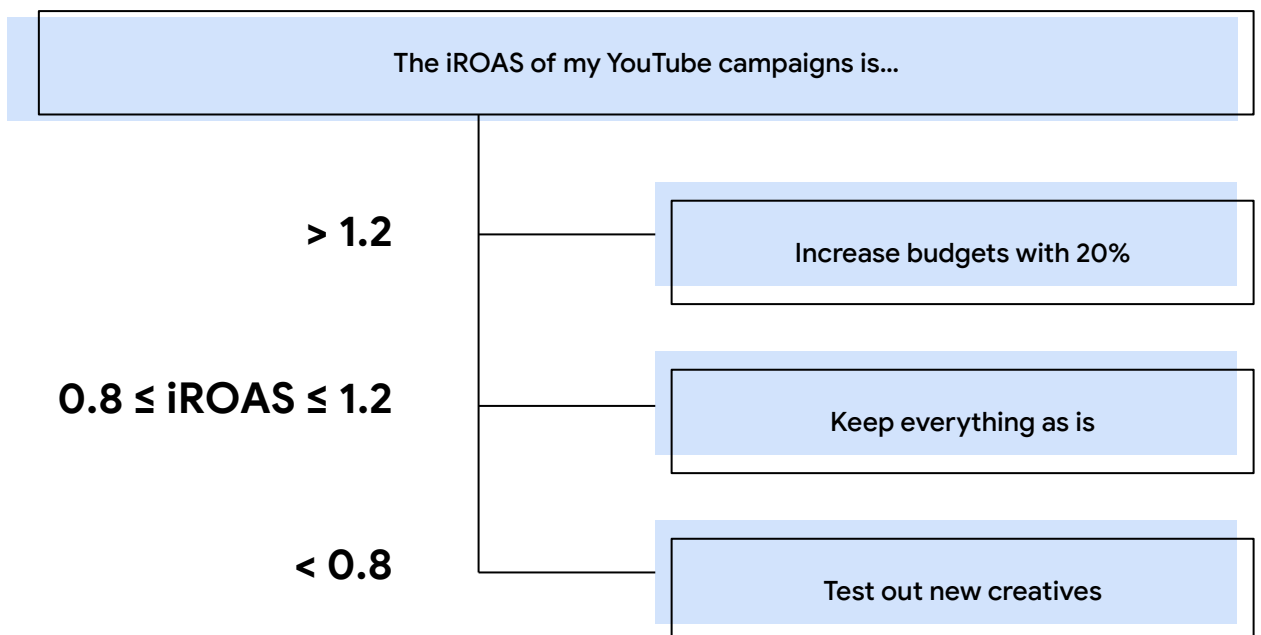 The iROAS of my YouTube campaigns is...
> 1.2
Increase budgets with 20%
0.8 ≤ iROAS ≤ 1.2
Keep everything as is
< 0.8
Test out new creatives